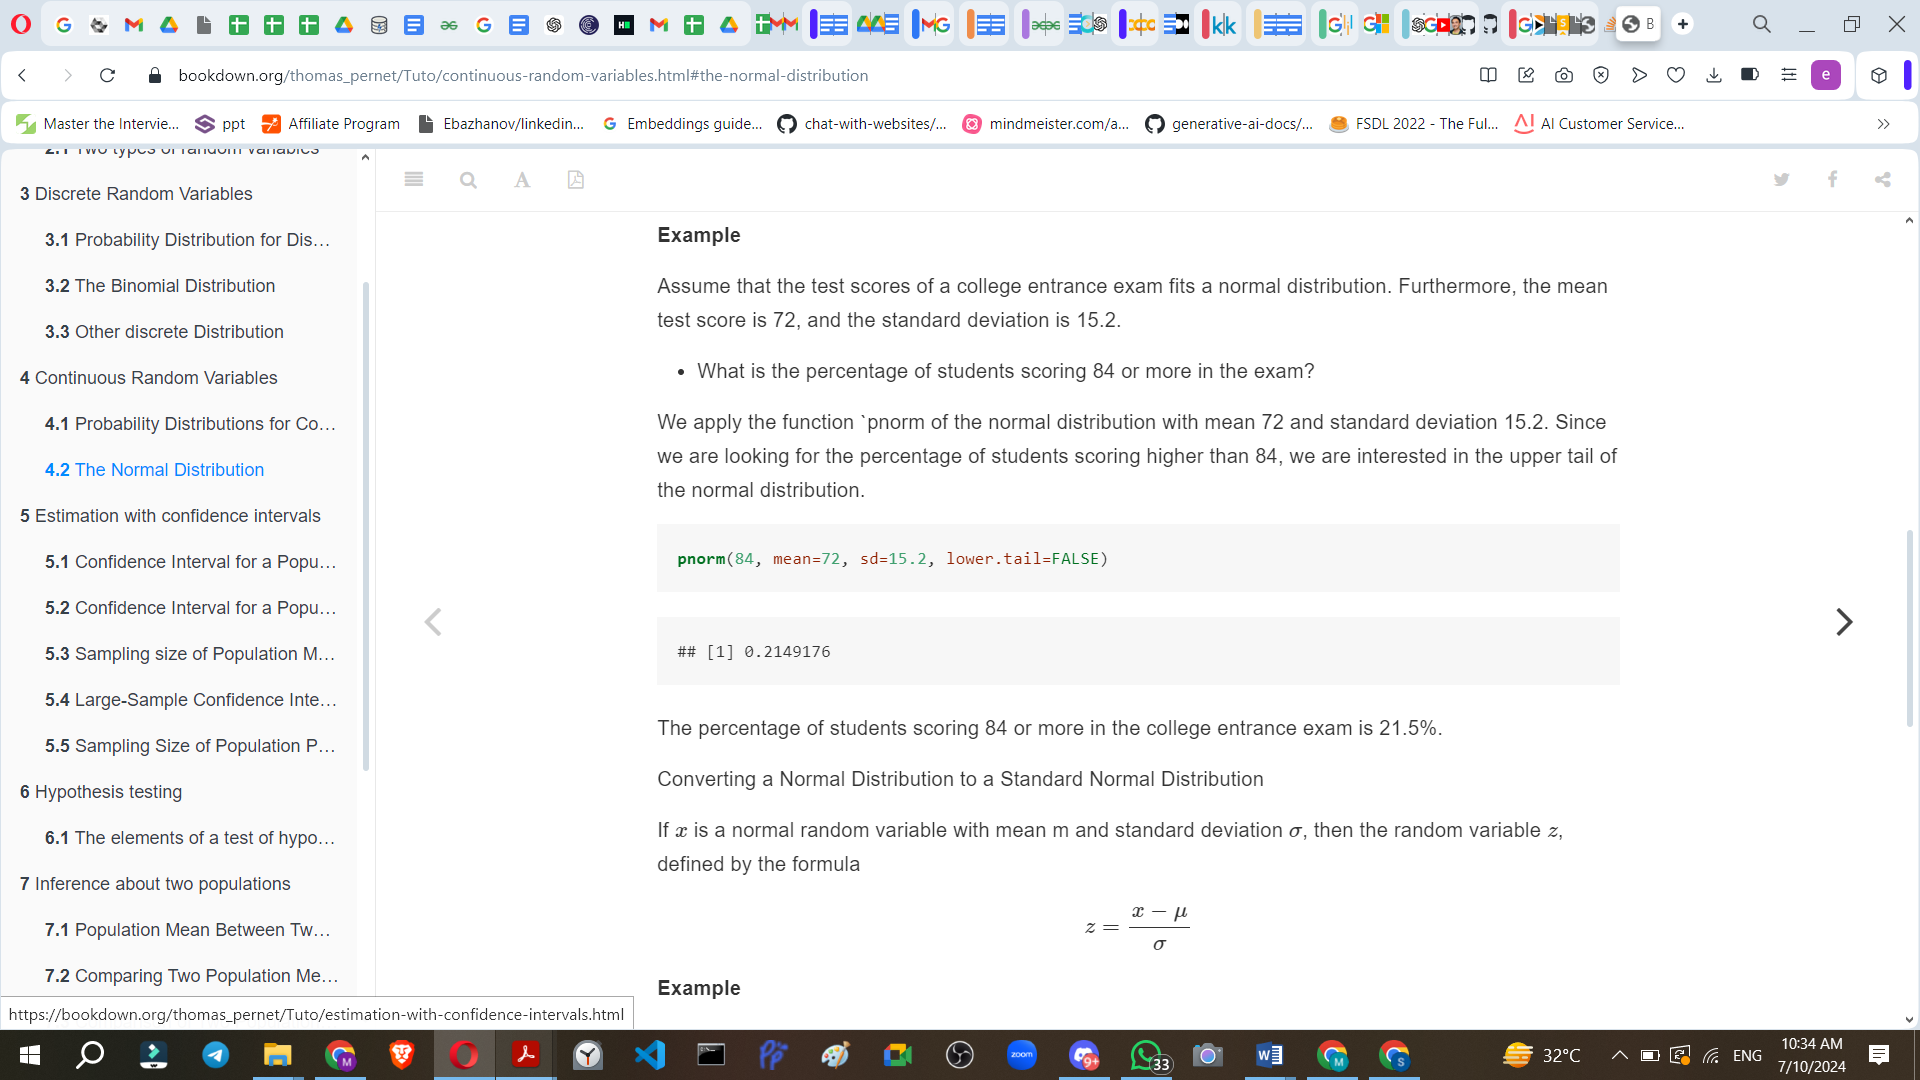 B
bookdown.org/thomas_pernet/Tuto/continuous-random-variables.html#the-normal-distribution
e
Master the Intervie...
ppt
Affiliate Program
Ebazhanov/linkedin...
Embeddings guide...
chat-with-websites/...
mindmeister.com/a...
generative-ai-docs/...
FSDL 2022 - The Ful...
AI Customer Service...
2.1 Two types of random variables
3 Discrete Random Variables
3.1 Probability Distribution for Dis…
3.2 The Binomial Distribution
3.3 Other discrete Distribution
4 Continuous Random Variables
4.1 Probability Distributions for Co…
4.2 The Normal Distribution
5 Estimation with confidence intervals
5.1 Confidence Interval for a Popu…
5.2 Confidence Interval for a Popu…
5.3 Sampling size of Population M…
5.4 Large-Sample Confidence Inte…
5.5 Sampling Size of Population P…
6 Hypothesis testing
6.1 The elements of a test of hypo…
7 Inference about two populations
7.1 Population Mean Between Tw…
7.2 Comparing Two Population Me…
https://bookdown.org/thomas_pernet/Tuto/estimation-with-confidence-intervals.html
Example
Assume that the test scores of a college entrance exam fits a normal distribution. Furthermore, the mean
test score is 72, and the standard deviation is 15.2.
• What is the percentage of students scoring 84 or more in the exam?
We apply the function `pnorm of the normal distribution with mean 72 and standard deviation 15.2. Since
we are looking for the percentage of students scoring higher than 84, we are interested in the upper tail of
the normal distribution.
pnorm(84, mean=72, sd=15.2, lower.tail=FALSE)
## [1] 0.2149176
The percentage of students scoring 84 or more in the college entrance exam is 21.5%.
Converting a Normal Distribution to a Standard Normal Distribution
If x is a normal random variable with mean m and standard deviation σ, then the random variable z,
defined by the formula
z = (x − μ) / σ
Example
zoom
9+
33
32°C
ENG
10:34 AM
7/10/2024